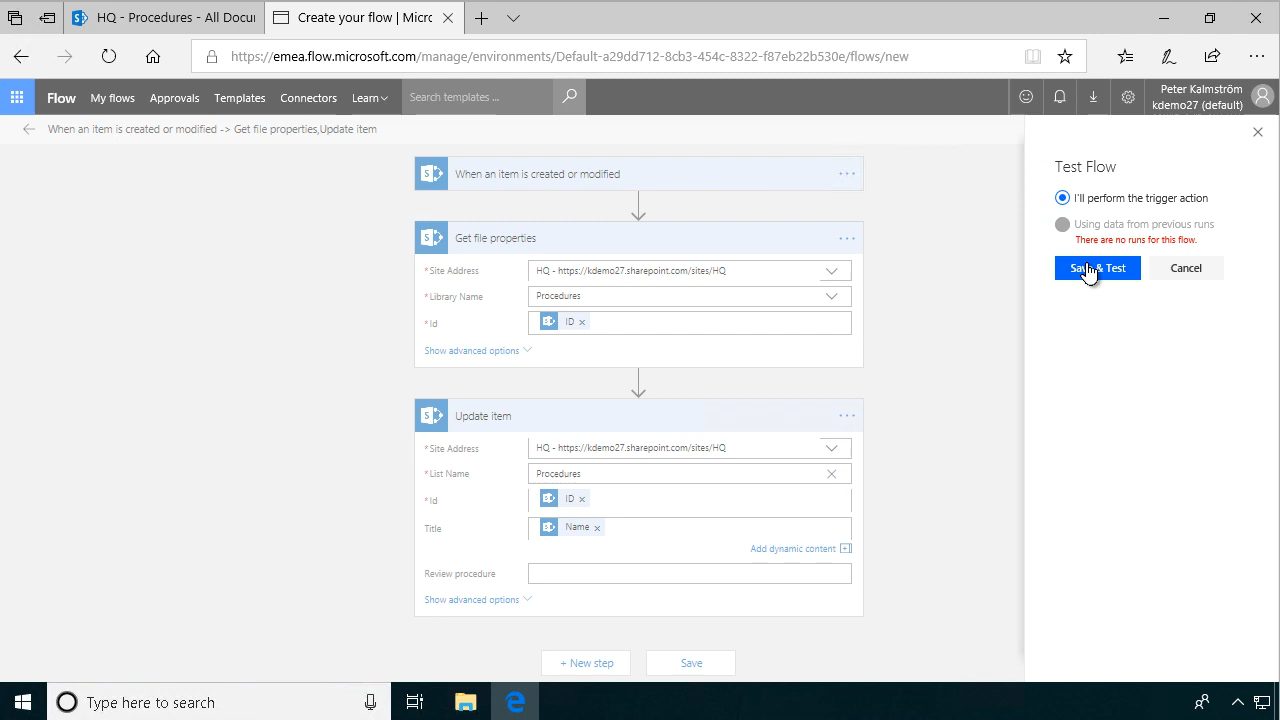 HQ - Procedures - All Docu
Create your flow | Micro
https://emea.flow.microsoft.com/manage/environments/Default-a29dd712-8cb3-454c-8322-f87eb22b530e/flows/new
Flow
My flows
Approvals
Templates
Connectors
Learn
Search templates ...
Peter Kalmström
kdemo27 (default)
When an item is created or modified -> Get file properties,Update item
When an item is created or modified
Get file properties
*Site Address
HQ - https://kdemo27.sharepoint.com/sites/HQ
*Library Name
Procedures
*Id
ID
Show advanced options
Update item
*Site Address
HQ - https://kdemo27.sharepoint.com/sites/HQ
*List Name
Procedures
*Id
ID
Title
Name
Add dynamic content
Review procedure
Show advanced options
+ New step
Save
Test Flow
I'll perform the trigger action
Using data from previous runs
There are no runs for this flow.
Save & Test
Cancel
Type here to search